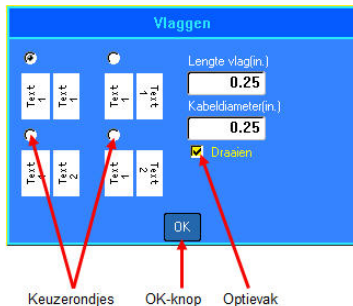 Vlaggen
Lengte vlag(in.)
0.25
Text 1 Text 1 Text 1 Text 1
Kabeldiameter(in.)
0.25
Draaien
Text 1 Text 2 Text 1 Text 2
OK
Keuzerondjes OK-knop Optievak